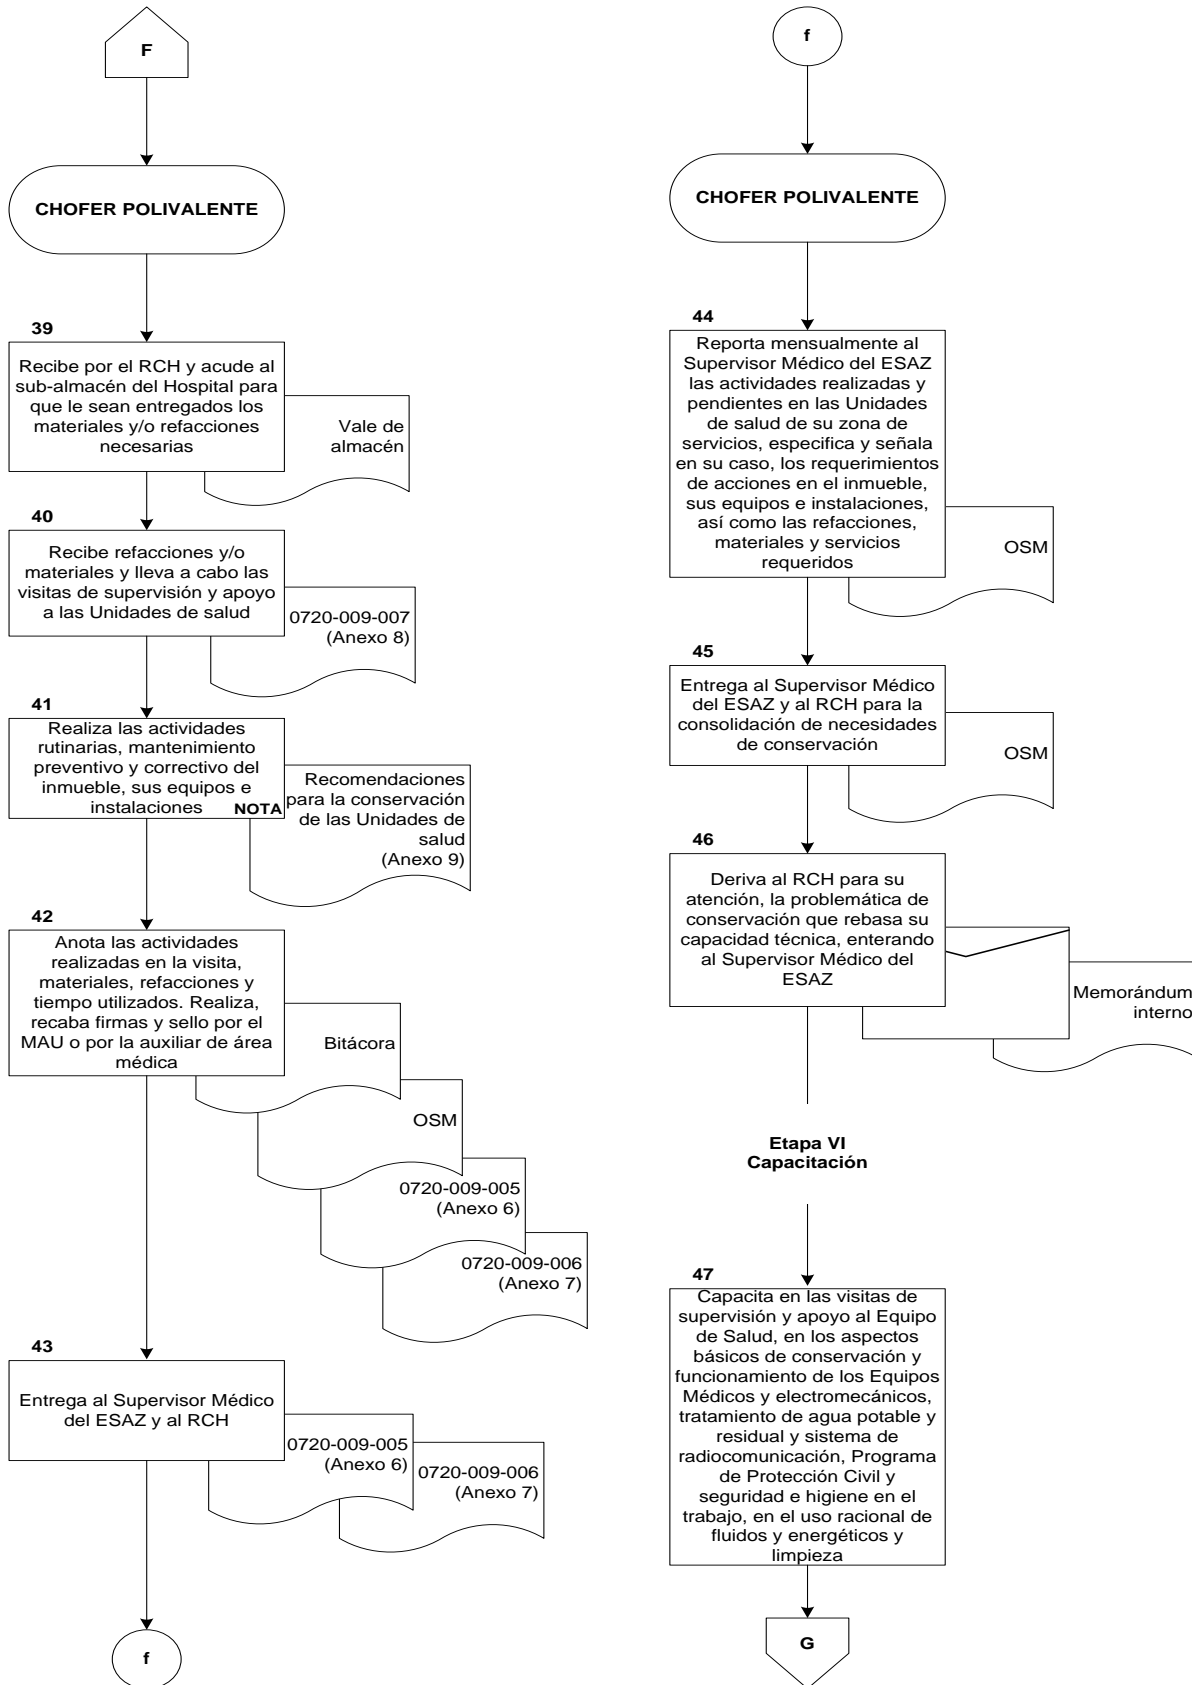 F
CHOFER POLIVALENTE
39
Recibe por el RCH y acude al
sub-almacén del Hospital para
que le sean entregados los
materiales y/o refacciones
necesarias
Vale de
almacén
40
Recibe refacciones y/o
materiales y lleva a cabo las
visitas de supervisión y apoyo
a las Unidades de salud
0720-009-007
(Anexo 8)
41
Realiza las actividades
rutinarias, mantenimiento
preventivo y correctivo del
inmueble, sus equipos e
instalaciones NOTA
Recomendaciones
para la conservación
de las Unidades de
salud
(Anexo 9)
42
Anota las actividades
realizadas en la visita,
materiales, refacciones y
tiempo utilizados. Realiza,
recaba firmas y sello por el
MAU o por la auxiliar de área
médica
Bitácora
OSM
0720-009-005
(Anexo 6)
0720-009-006
(Anexo 7)
43
Entrega al Supervisor Médico
del ESAZ y al RCH
0720-009-005
(Anexo 6)
0720-009-006
(Anexo 7)
f
f
CHOFER POLIVALENTE
44
Reporta mensualmente al
Supervisor Médico del ESAZ
las actividades realizadas y
pendientes en las Unidades
de salud de su zona de
servicios, especifica y señala
en su caso, los requerimientos
de acciones en el inmueble,
sus equipos e instalaciones,
así como las refacciones,
materiales y servicios
requeridos
OSM
45
Entrega al Supervisor Médico
del ESAZ y al RCH para la
consolidación de necesidades
de conservación
OSM
46
Deriva al RCH para su
atención, la problemática de
conservación que rebasa su
capacidad técnica, enterando
al Supervisor Médico del
ESAZ
Memorándum
interno
Etapa VI
Capacitación
47
Capacita en las visitas de
supervisión y apoyo al Equipo
de Salud, en los aspectos
básicos de conservación y
funcionamiento de los Equipos
Médicos y electromecánicos,
tratamiento de agua potable y
residual y sistema de
radiocomunicación, Programa
de Protección Civil y
seguridad e higiene en el
trabajo, en el uso racional de
fluidos y energéticos y
limpieza
G